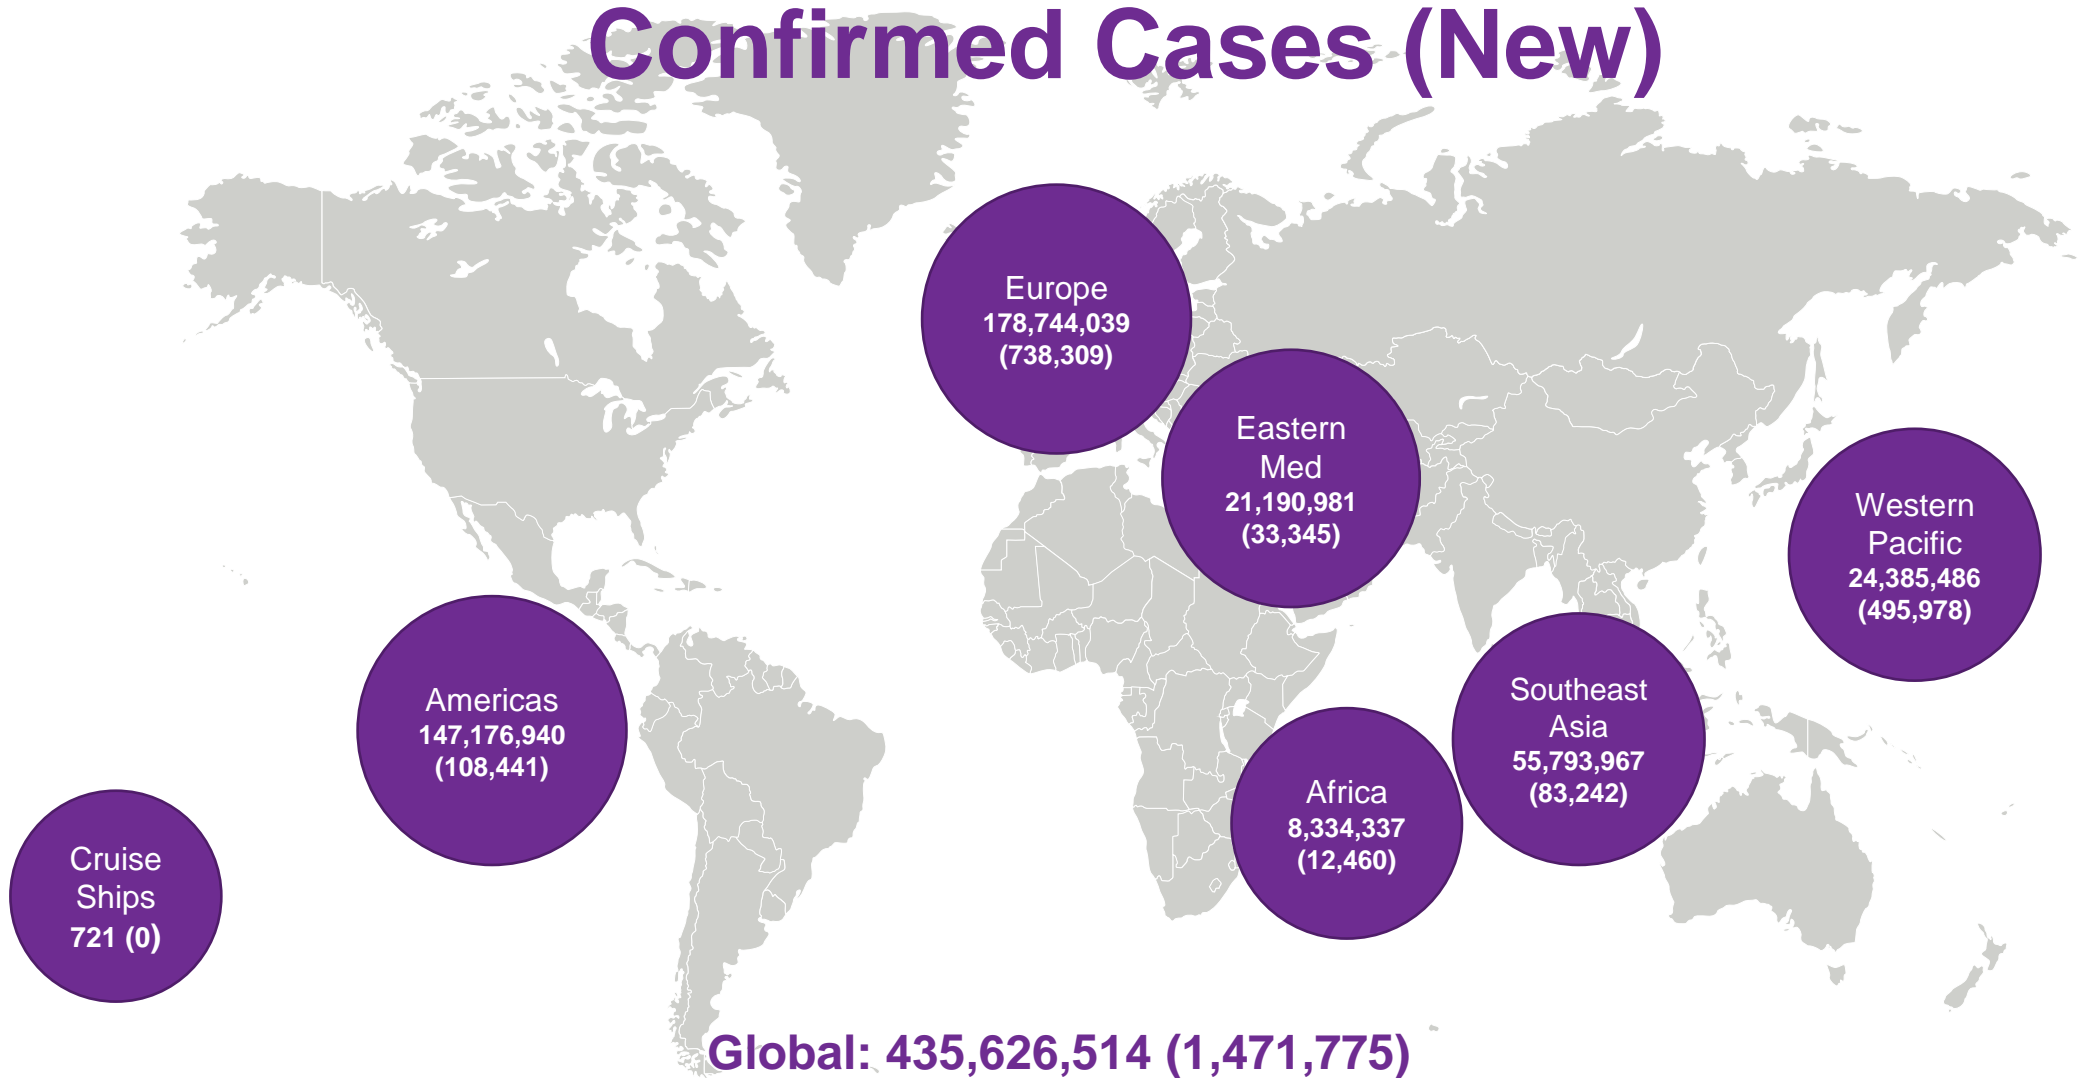 Confirmed Cases (New)
Europe
178,744,039
(738,309)
Eastern
Med
21,190,981
(33,345)
Western
Pacific
24,385,486
(495,978)
Americas
147,176,940
(108,441)
Southeast
Asia
55,793,967
(83,242)
Africa
8,334,337
(12,460)
Cruise
Ships
721 (0)
Global: 435,626,514 (1,471,775)